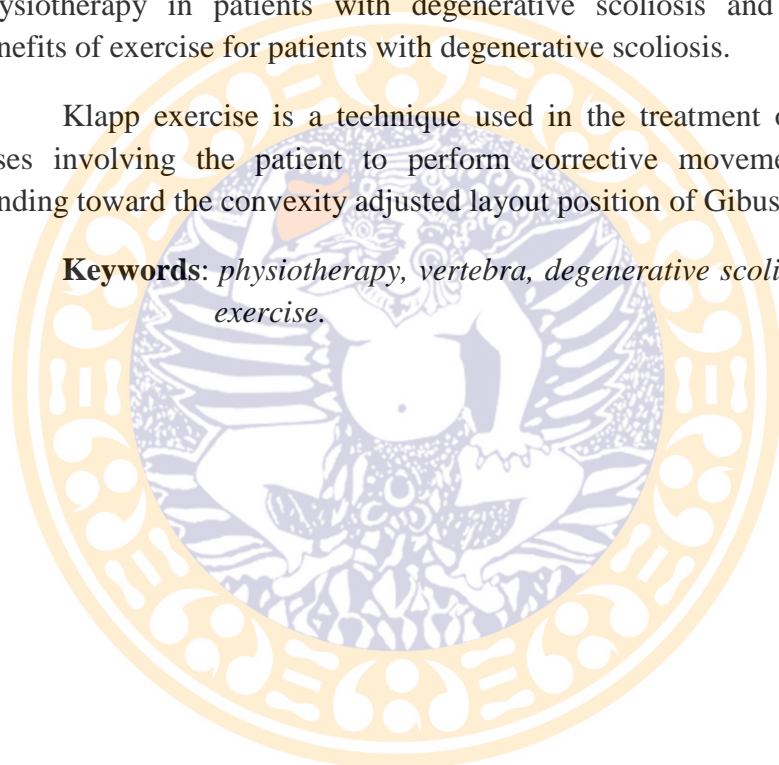 ysiotherapy in patients with degenerative scoliosis and
nefits of exercise for patients with degenerative scoliosis.
Klapp exercise is a technique used in the treatment
ses involving the patient to perform corrective
nding toward the convexity adjusted layout position of Gibus
Keywords: physiotherapy, vertebra, degenerative
exercise.